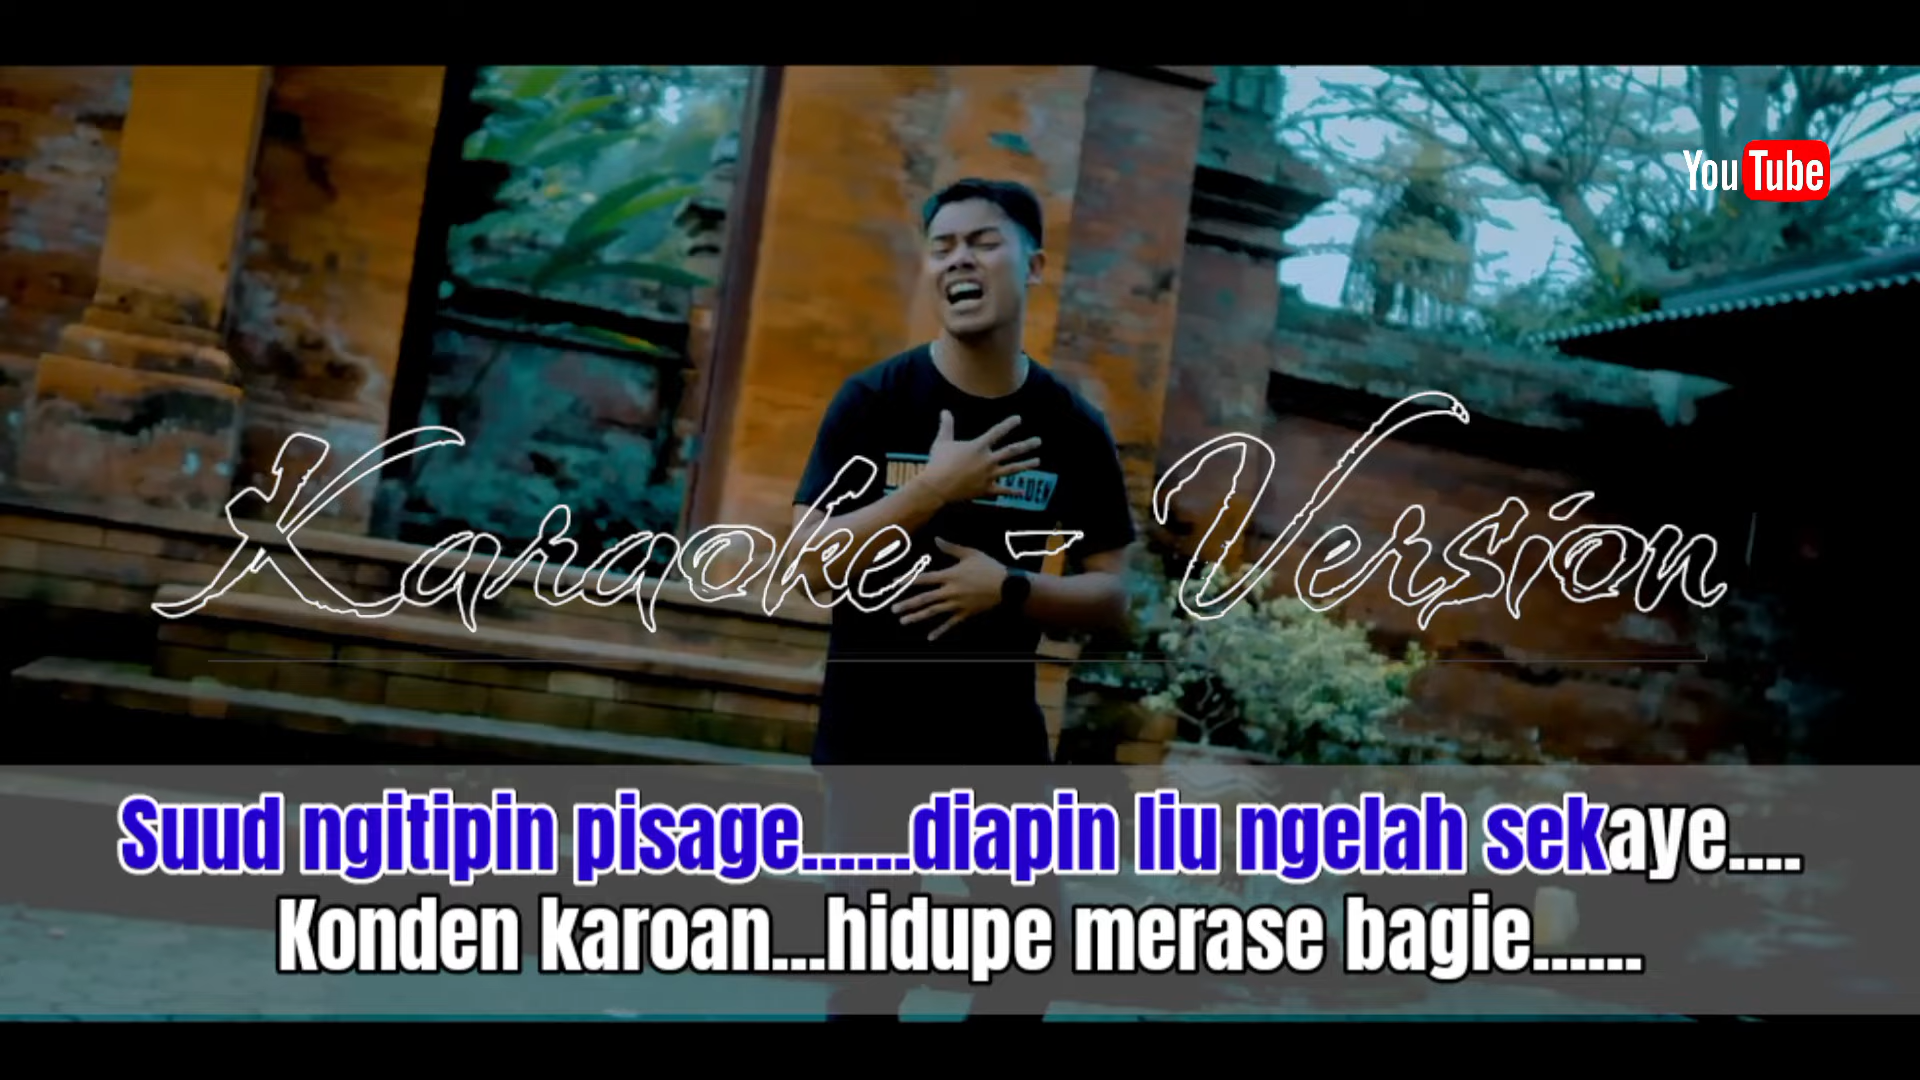 YouTube
Karaoke - Version
Suud ngitipin pisage......diapin liu ngelah sekaye....
Konden karoan...hidupe merase bagie......